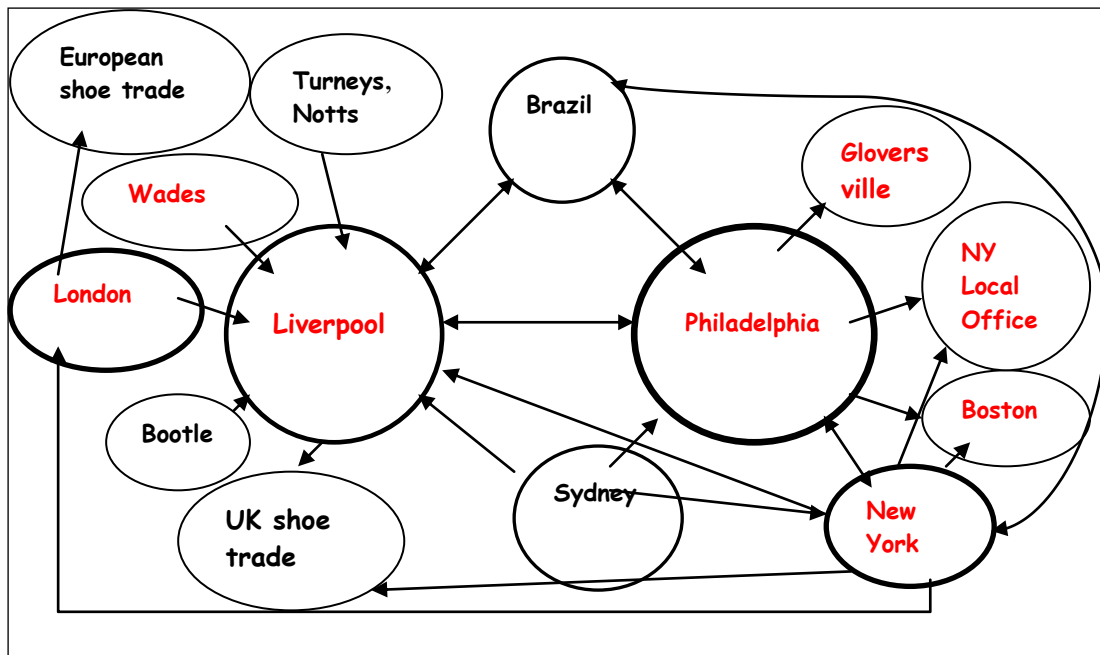 European
shoe trade
Turneys,
Notts
Brazil
Glovers
ville
Wades
NY
Local
Office
London
Liverpool
Philadelphia
Boston
Bootle
Sydney
UK shoe
trade
New
York